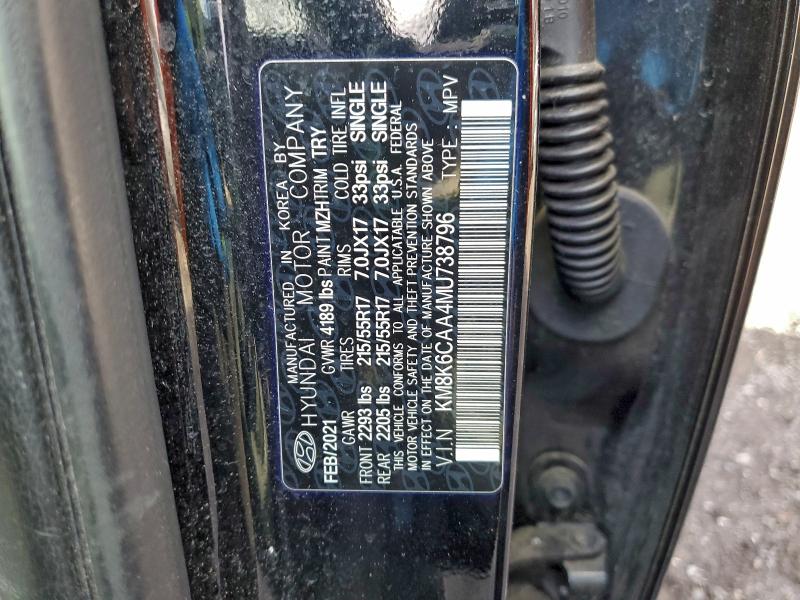 MANUFACTURED IN KOREA BY
HYUNDAI MOTOR COMPANY
FEB/2021 GVWR 4189 lbs PAINT MZH TRIM TRY
GAWR TIRES RIMS COLD TIRE INFL
FRONT 2293 lbs 215/55R17 7.0JX17 33psi SINGLE
REAR 2205 lbs 215/55R17 7.0JX17 33psi SINGLE
THIS VEHICLE CONFORMS TO ALL APPLICABLE U.S.A. FEDERAL
MOTOR VEHICLE SAFETY AND THEFT PREVENTION STANDARDS
IN EFFECT ON THE DATE OF MANUFACTURE SHOWN ABOVE
V.I.N KM8K6CAA4MU738796 TYPE : MPV